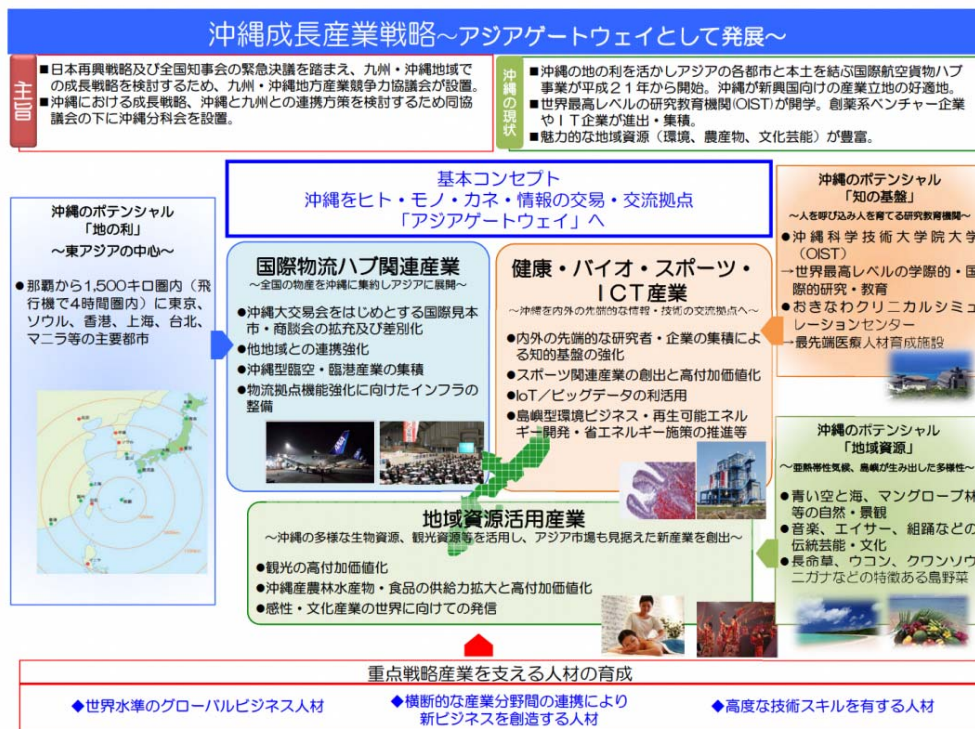 沖縄成長産業戦略～アジアゲートウェイとして発展～
主旨
■日本再興戦略及び全国知事会の緊急決議を踏まえ、九州・沖縄地域で
の成長戦略を検討するため、九州・沖縄地方産業競争力協議会が設置。
■沖縄における成長戦略、沖縄と九州との連携方策を検討するため同協
議会の下に沖縄分科会を設置。
沖縄の現状
■沖縄の地の利を活かしアジアの各都市と本土を結ぶ国際航空貨物ハブ
事業が平成２１年から開始。沖縄が新興国向けの産業立地の好適地。
■世界最高レベルの研究教育機関(OIST)が開学。創薬系ベンチャー企業
やＩＴ企業が進出・集積。
■魅力的な地域資源（環境、農産物、文化芸能）が豊富。
基本コンセプト
沖縄をヒト・モノ・カネ・情報の交易・交流拠点
「アジアゲートウェイ」へ
沖縄のポテンシャル
「地の利」
～東アジアの中心～
●那覇から1,500キロ圏内（飛
行機で4時間圏内）に東京、
ソウル、香港、上海、台北、
マニラ等の主要都市
国際物流ハブ関連産業
～全国の物産を沖縄に集約しアジアに展開～
●沖縄大交易会をはじめとする国際見本
市・商談会の拡充及び差別化
●他地域との連携強化
●沖縄型臨空・臨港産業の集積
●物流拠点機能強化に向けたインフラの
整備
健康・バイオ・スポーツ・
ＩＣＴ産業
～沖縄を内外の先端的な情報・技術の交流拠点へ～
●内外の先端的な研究者・企業の集積によ
る知的基盤の強化
●スポーツ関連産業の創出と高付加価値化
●IoT／ビッグデータの利活用
●島嶼型環境ビジネス・再生可能エネル
ギー開発・省エネルギー施策の推進等
沖縄のポテンシャル
「知の基盤」
～人を呼び込み人を育てる研究教育機関～
●沖縄科学技術大学院大学
（OIST）
→世界最高レベルの学際的・国
際的研究・教育
●おきなわクリニカルシミュ
レーションセンター
→最先端医療人材育成施設
沖縄のポテンシャル
「地域資源」
～亜熱帯性気候、島嶼が生み出した多様性～
●青い空と海、マングローブ林
等の自然・景観
●音楽、エイサー、組踊などの
伝統芸能・文化
●長命草、ウコン、クワンソウ
ニガナなどの特徴ある島野菜
地域資源活用産業
～沖縄の多様な生物資源、観光資源等を活用し、アジア市場も見据えた新産業を創出～
●観光の高付加価値化
●沖縄産農林水産物・食品の供給力拡大と高付加価値化
●感性・文化産業の世界に向けての発信
重点戦略産業を支える人材の育成
◆世界水準のグローバルビジネス人材
◆横断的な産業分野間の連携により
新ビジネスを創造する人材
◆高度な技術スキルを有する人材